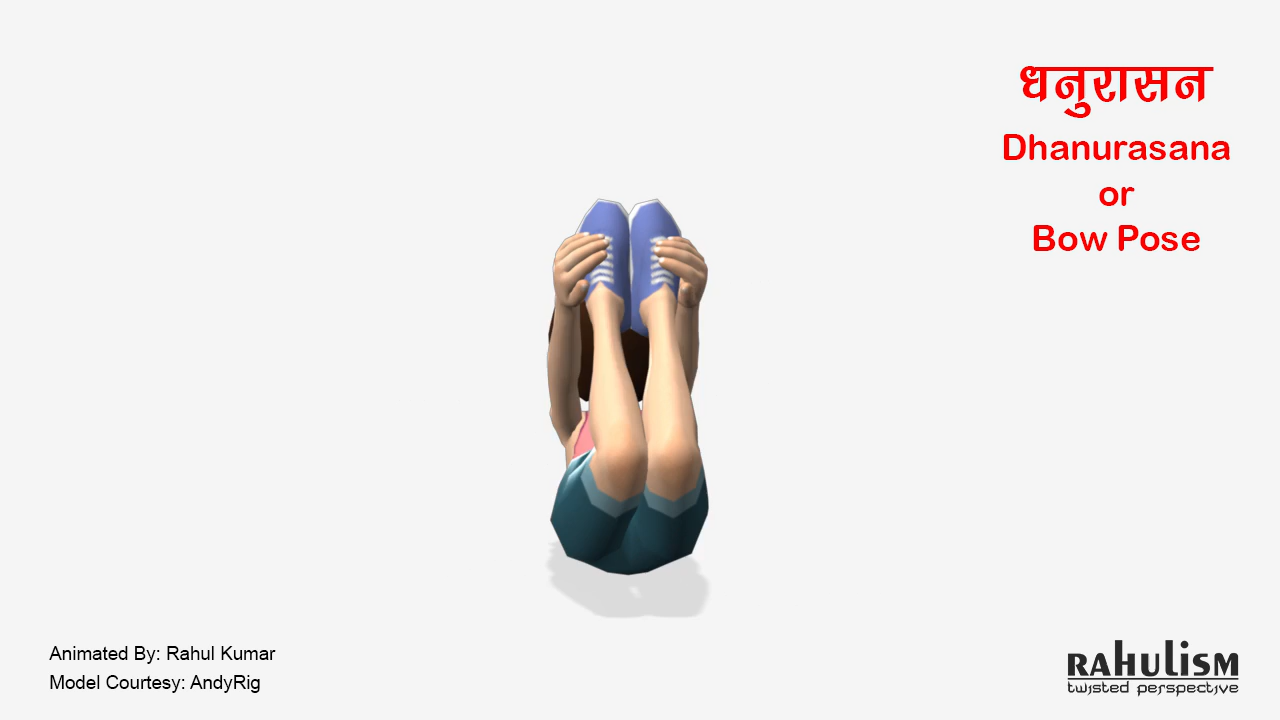 धनुरासन
Dhanurasana
or
Bow Pose
Animated By: Rahul Kumar
Model Courtesy: AndyRig
RAHULISM
twisted perspective